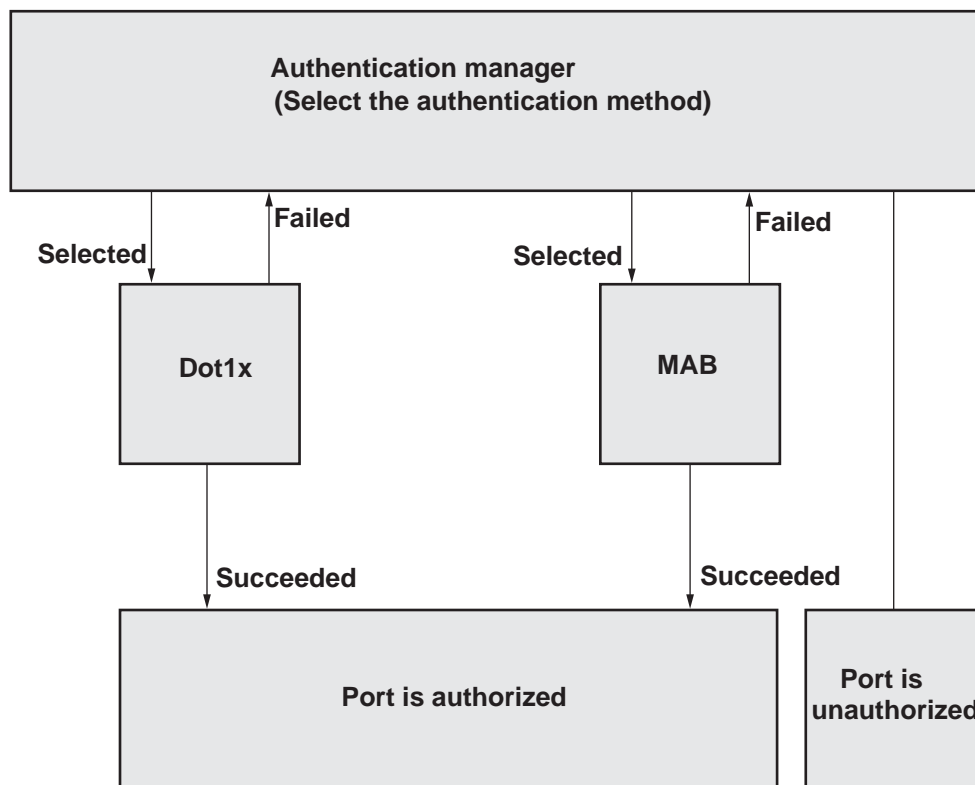 Authentication manager
(Select the authentication method)
Failed
Failed
Selected
Selected
Dot1x
MAB
Succeeded
Succeeded
Port is authorized
Port is
unauthorized